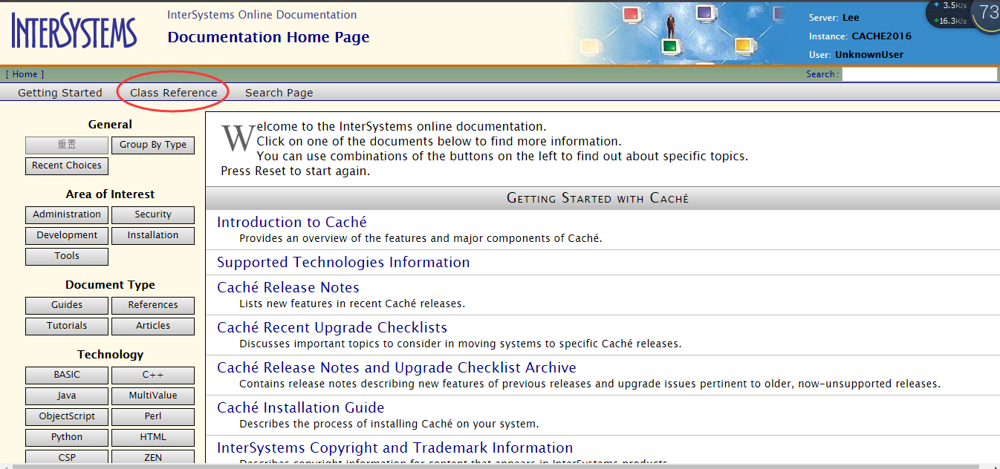 INTERSYSTEMS
InterSystems Online Documentation
Documentation Home Page
Server: Lee
Instance: CACHE2016
User: UnknownUser
3.5K/s
16.3K/s
73
[ Home ]
Search:
Getting Started
Class Reference
Search Page
General
重置
Group By Type
Recent Choices
Area of Interest
Administration
Security
Development
Installation
Tools
Document Type
Guides
References
Tutorials
Articles
Technology
BASIC
C++
Java
MultiValue
ObjectScript
Perl
Python
HTML
CSP
ZEN
Welcome to the InterSystems online documentation.
Click on one of the documents below to find more information.
You can use combinations of the buttons on the left to find out about specific topics.
Press Reset to start again.
Getting Started with Caché
Introduction to Caché
Provides an overview of the features and major components of Caché.
Supported Technologies Information
Caché Release Notes
Lists new features in recent Caché releases.
Caché Recent Upgrade Checklists
Discusses important topics to consider in moving systems to specific Caché releases.
Caché Release Notes and Upgrade Checklist Archive
Contains release notes describing new features of previous releases and upgrade issues pertinent to older, now-unsupported releases.
Caché Installation Guide
Describes the process of installing Caché on your system.
InterSystems Copyright and Trademark Information
Describes copyright information for content that appears in InterSystems products.